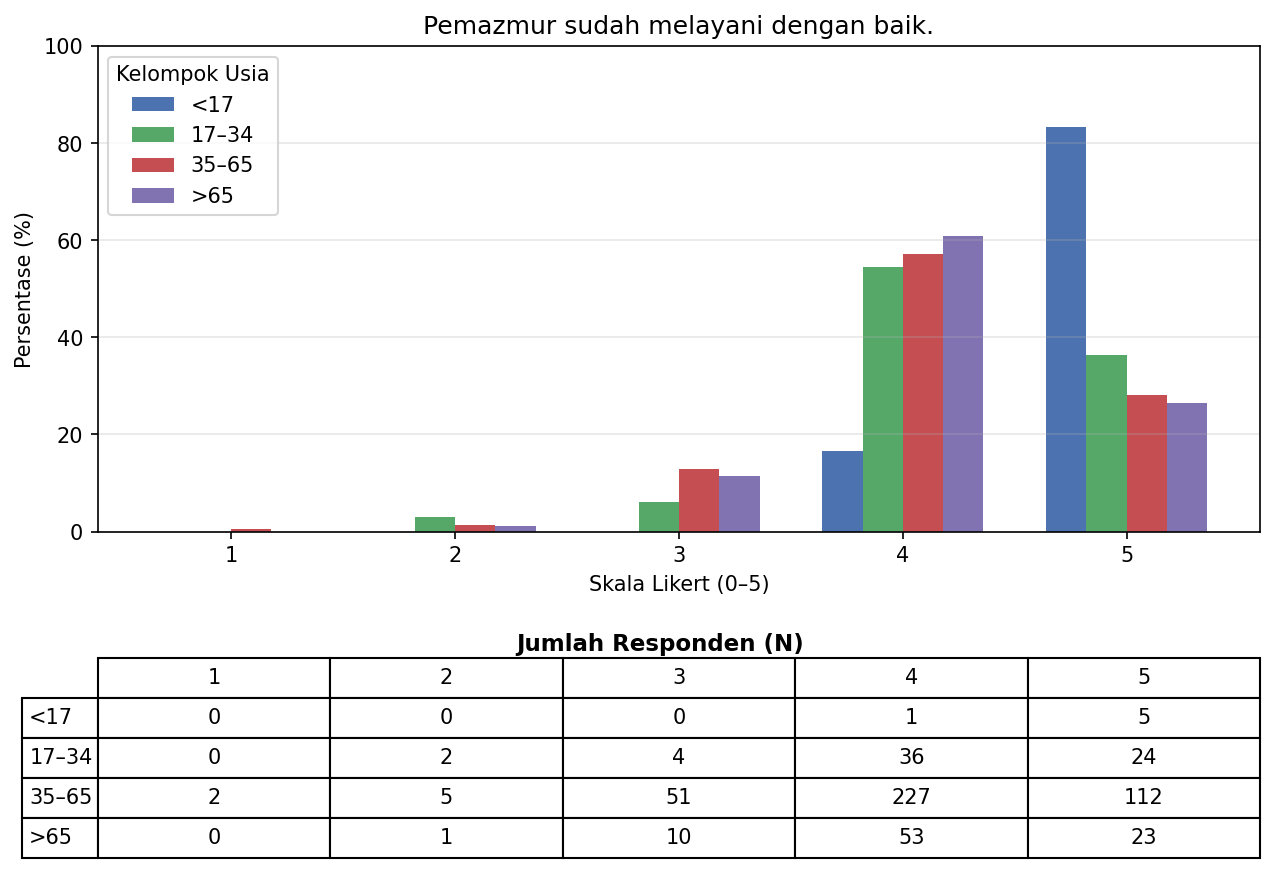 Pemazmur sudah melayani dengan baik.
100
80
60
40
20
0
Persentase (%)
Kelompok Usia
<17
17–34
35–65
>65
1 2 3 4 5
Skala Likert (0–5)
Jumlah Responden (N)
1 2 3 4 5
<17 0 0 0 1 5
17–34 0 2 4 36 24
35–65 2 5 51 227 112
>65 0 1 10 53 23